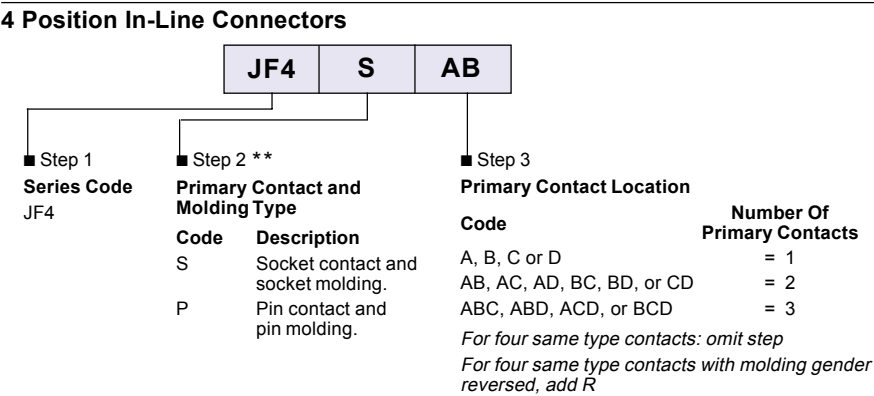 4 Position In-Line Connectors
JF4 S AB
■ Step 1
Series Code
JF4
■ Step 2 **
Primary Contact and
Molding Type
Code Description
S Socket contact and
socket molding.
P Pin contact and
pin molding.
■ Step 3
Primary Contact Location
Code Number Of
Primary Contacts
A, B, C or D = 1
AB, AC, AD, BC, BD, or CD = 2
ABC, ABD, ACD, or BCD = 3
For four same type contacts: omit step
For four same type contacts with molding gender
reversed, add R